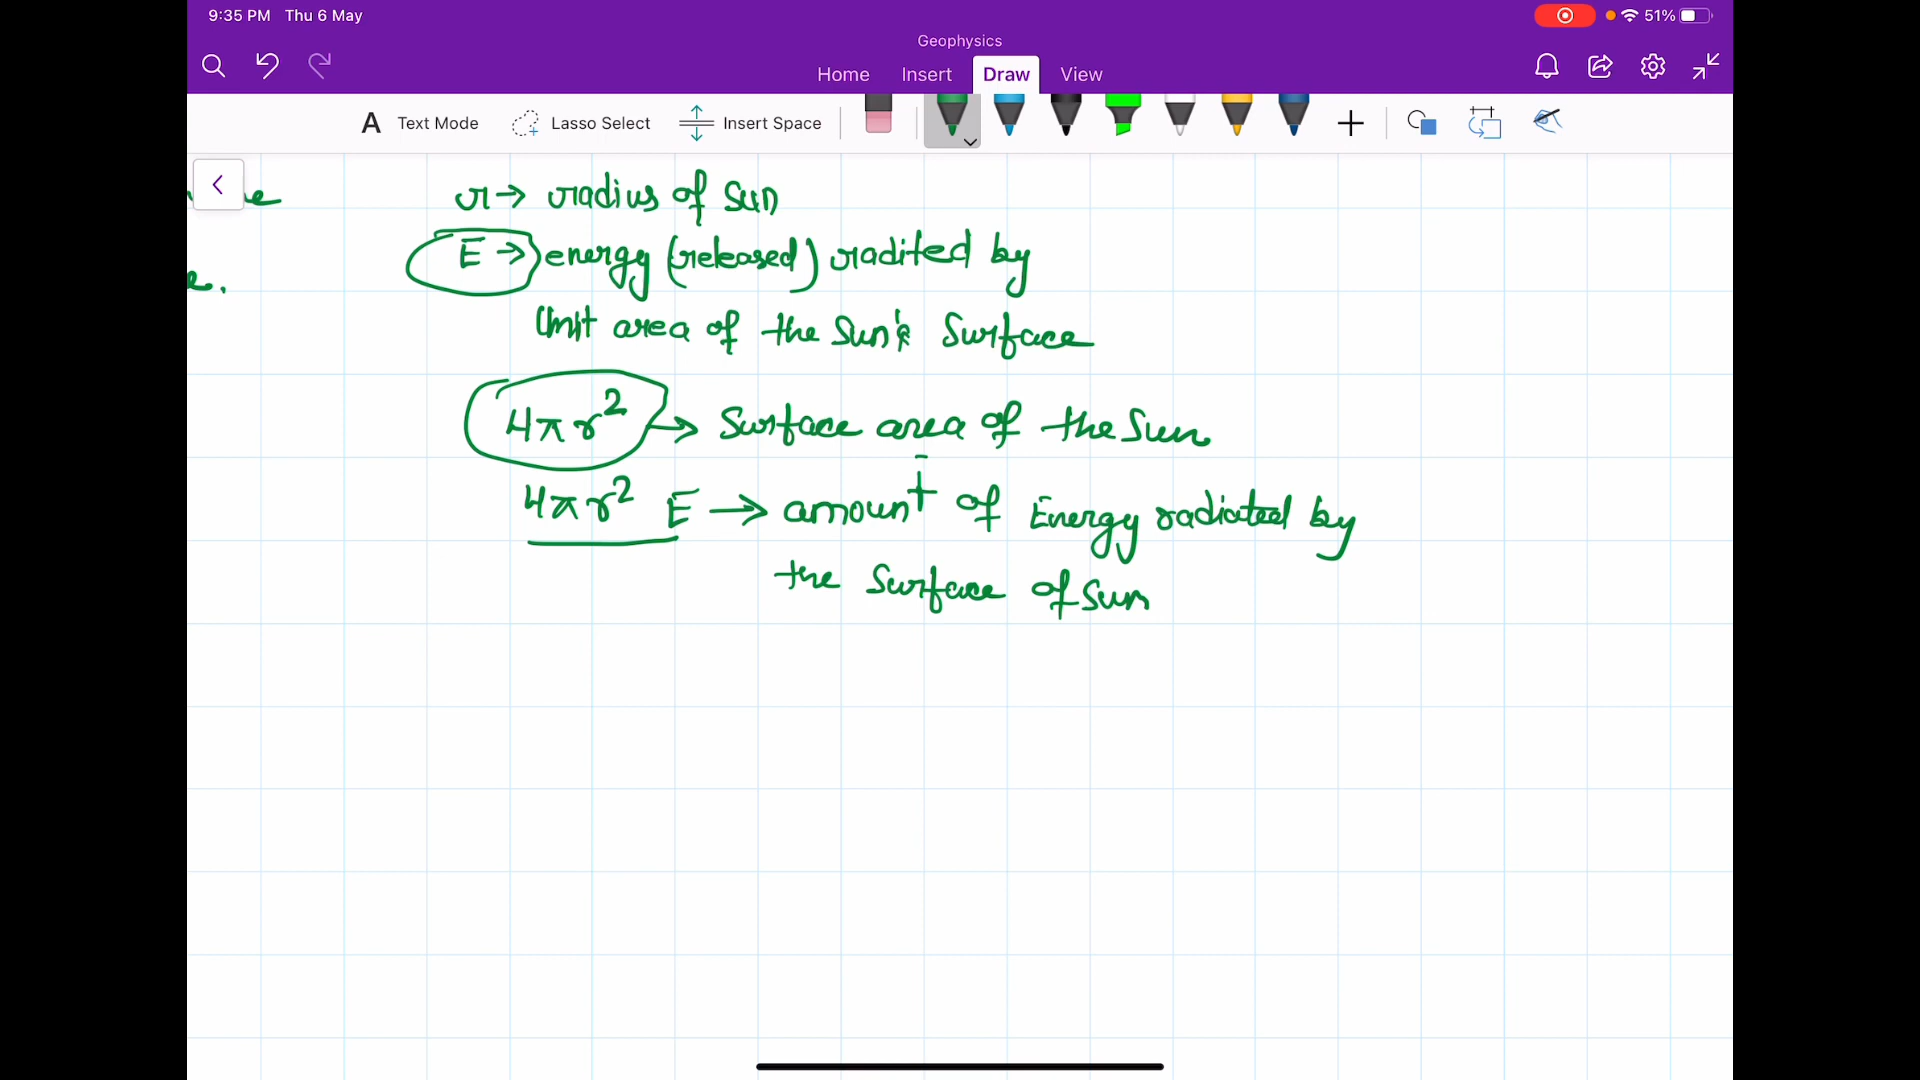 9:35 PM Thu 6 May
51%
Geophysics
Home Insert Draw View
A Text Mode Lasso Select Insert Space
r → radius of Sun
E → energy (released) radited by
Unit area of the Sun's Surface
e.
4πr² → Surface area of the Sun
4πr² E → amount of Energy radiated by
the Surface of Sun